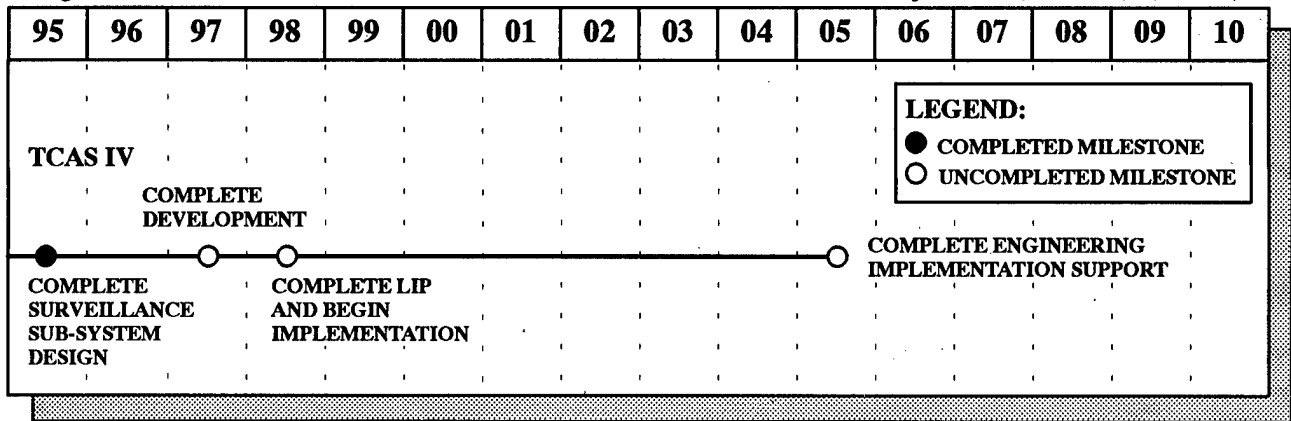 95 96 97 98 99 00 01 02 03 04 05 06 07 08 09 10
LEGEND:
COMPLETED MILESTONE
UNCOMPLETED MILESTONE
TCAS IV
COMPLETE
DEVELOPMENT
COMPLETE ENGINEERING
IMPLEMENTATION SUPPORT
COMPLETE
SURVEILLANCE
SUB-SYSTEM
DESIGN
COMPLETE LIP
AND BEGIN
IMPLEMENTATION